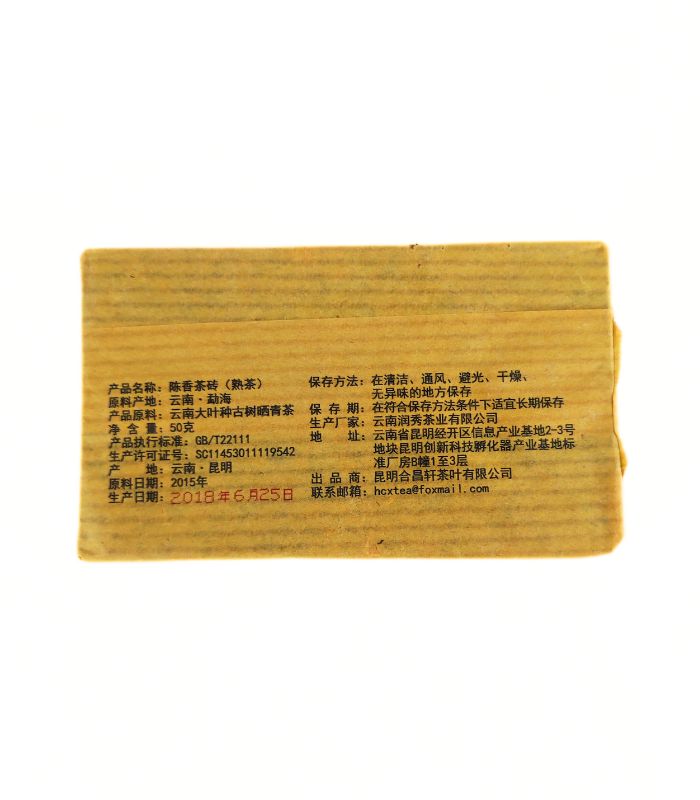 产品名称：陈香茶砖（熟茶）
原料产地：云南·勐海
产品原料：云南大叶种古树晒青茶
净 含 量：50克
产品执行标准：GB/T22111
生产许可证号：SC11453011119542
产　　地：云南·昆明
原料日期：2015年
生产日期：2018年6月25日
保存方法：在清洁、通风、避光、干燥、
无异味的地方保存
保 存 期：在符合保存方法条件下适宜长期保存
生产厂家：云南润秀茶业有限公司
地　　址：云南省昆明经开区信息产业基地2-3号
地块昆明创新科技孵化器产业基地标
准厂房B幢1至3层
出 品 商：昆明合昌轩茶叶有限公司
联系邮箱：hcxtea@foxmail.com